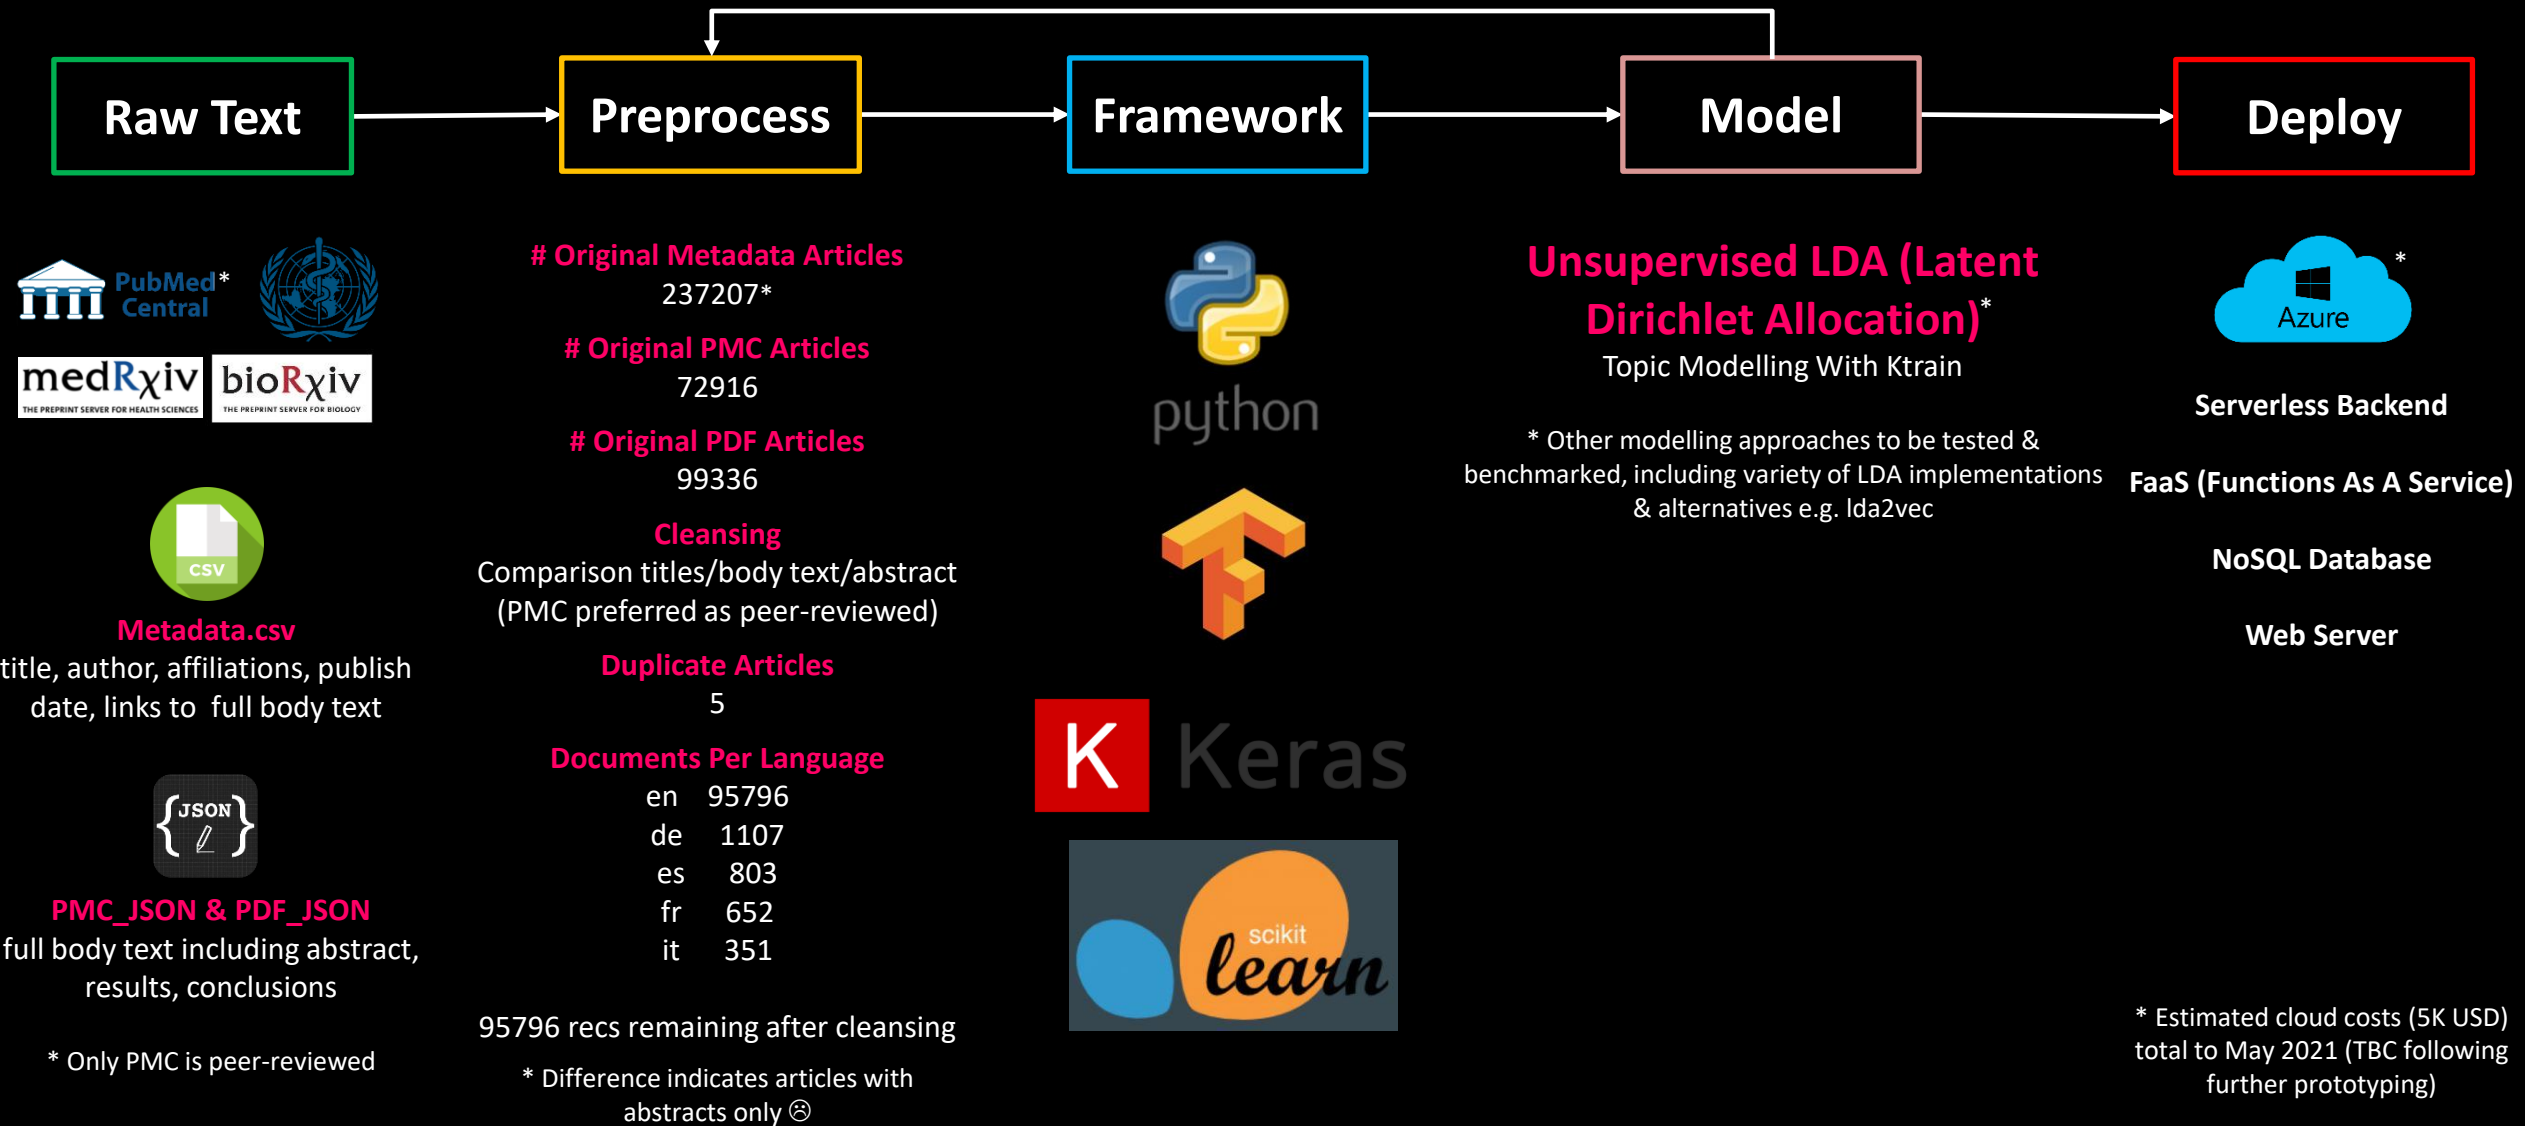 Raw Text
Preprocess
Framework
Model
Deploy
PubMed*
Central
medRxiv
THE PREPRINT SERVER FOR HEALTH SCIENCES
bioRxiv
THE PREPRINT SERVER FOR BIOLOGY
CSV
Metadata.csv
title, author, affiliations, publish
date, links to full body text
JSON
PMC_JSON & PDF_JSON
full body text including abstract,
results, conclusions
* Only PMC is peer-reviewed
# Original Metadata Articles
237207*
# Original PMC Articles
72916
# Original PDF Articles
99336
Cleansing
Comparison titles/body text/abstract
(PMC preferred as peer-reviewed)
Duplicate Articles
5
Documents Per Language
en 95796
de 1107
es 803
fr 652
it 351
95796 recs remaining after cleansing
* Difference indicates articles with
abstracts only ☹
python
K Keras
scikit
learn
Unsupervised LDA (Latent
Dirichlet Allocation)*
Topic Modelling With Ktrain
* Other modelling approaches to be tested &
benchmarked, including variety of LDA implementations
& alternatives e.g. lda2vec
*
Azure
Serverless Backend
FaaS (Functions As A Service)
NoSQL Database
Web Server
* Estimated cloud costs (5K USD)
total to May 2021 (TBC following
further prototyping)